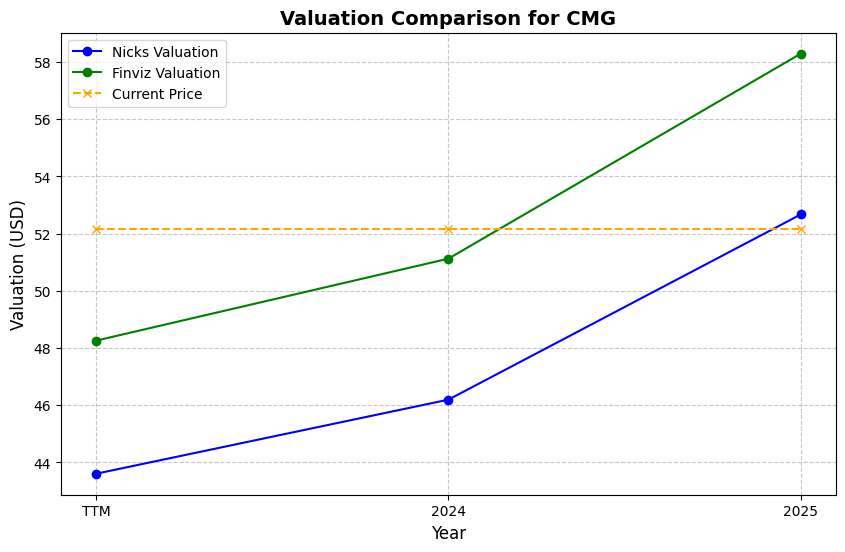 Valuation Comparison for CMG
Nicks Valuation
Finviz Valuation
Current Price
58
56
54
52
50
48
46
44
Valuation (USD)
TTM 2024 2025
Year